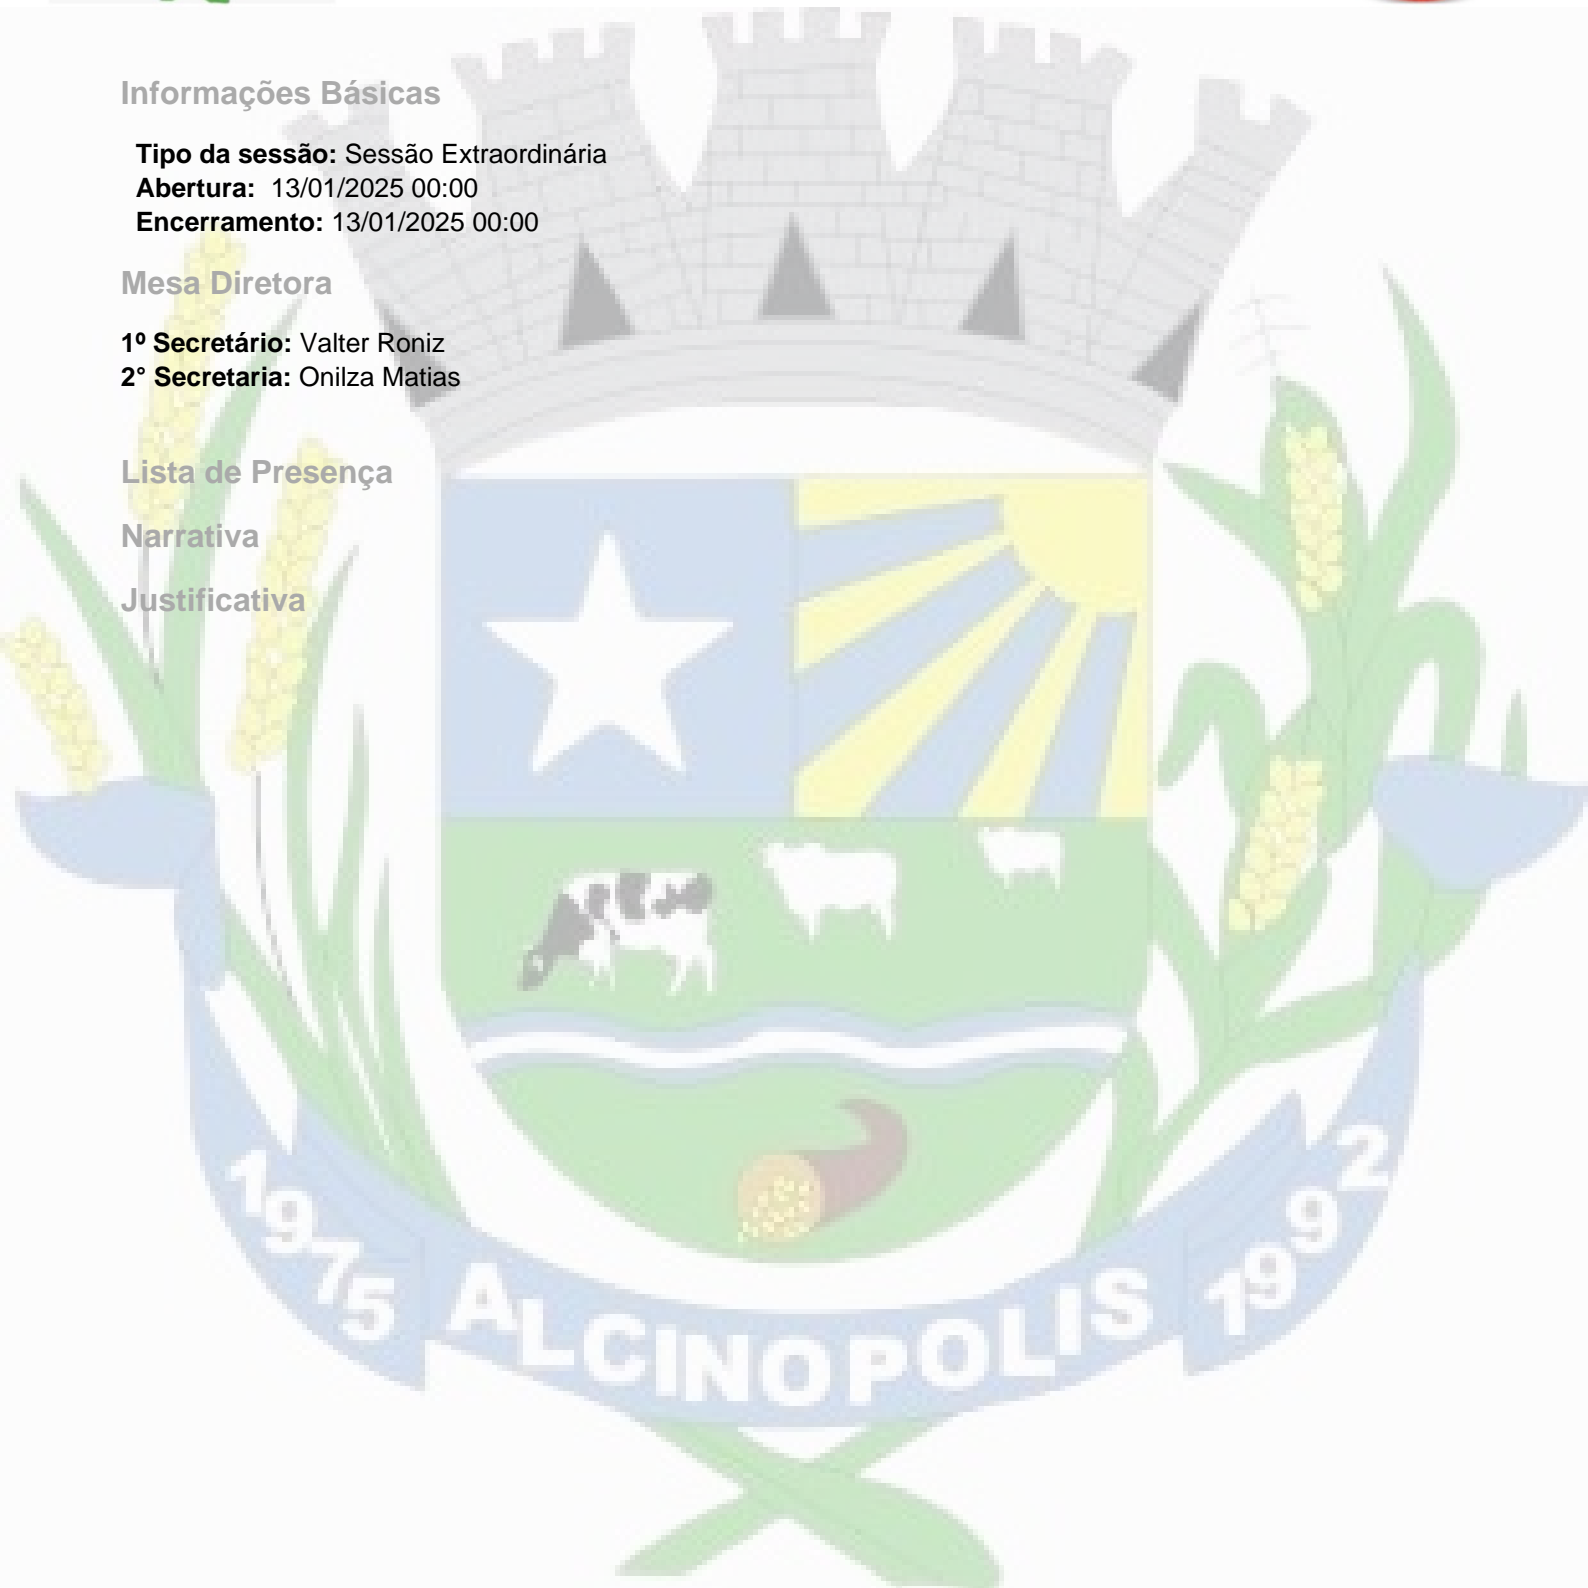 Informações Básicas
Tipo da sessão: Sessão Extraordinária
Abertura: 13/01/2025 00:00
Encerramento: 13/01/2025 00:00
Mesa Diretora
1º Secretário: Valter Roniz
2° Secretaria: Onilza Matias
Lista de Presença
Narrativa
Justificativa
1975 ALCINOPOLIS 1992